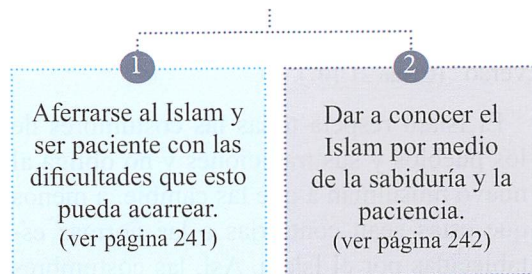 1
Aferrarse al Islam y
ser paciente con las
dificultades que esto
pueda acarrear.
(ver página 241)
2
Dar a conocer el
Islam por medio
de la sabiduría y la
paciencia.
(ver página 242)